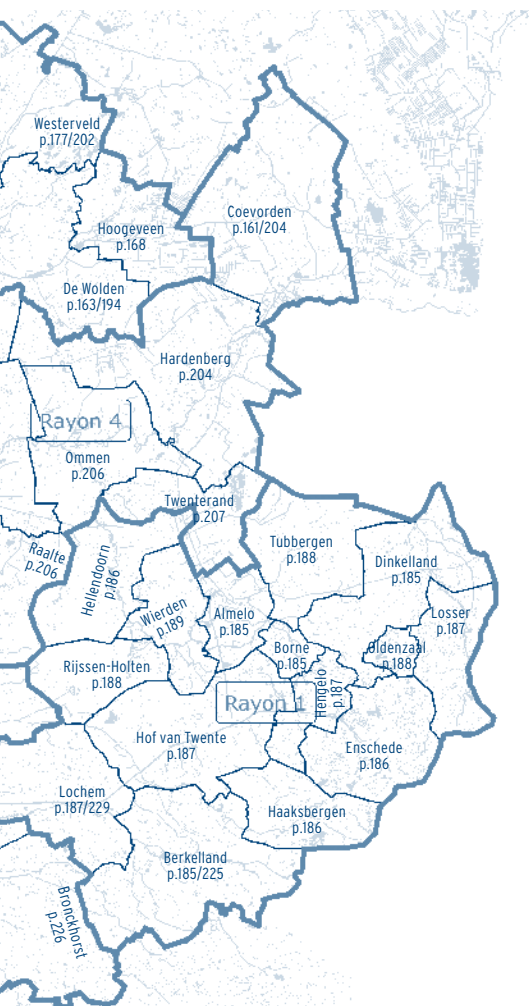 Westerveld
p.177/202
Hoogeveen
p.168
Coevorden
p.161/204
De Wolden
p.163/194
Hardenberg
p.204
Rayon 4
Ommen
p.206
Twenterand
p.207
Raalte
p.206
Hellendoorn
p.186
Tubbergen
p.188
Dinkelland
p.185
Wierden
p.189
Almelo
p.185
Losser
p.187
Borne
p.185
Oldenzaal
p.188
Rijssen-Holten
p.188
Hengelo
p.187
Rayon 1
Hof van Twente
p.187
Enschede
p.186
Lochem
p.187/229
Haaksbergen
p.186
Berkelland
p.185/225
Bronckhorst
p.226